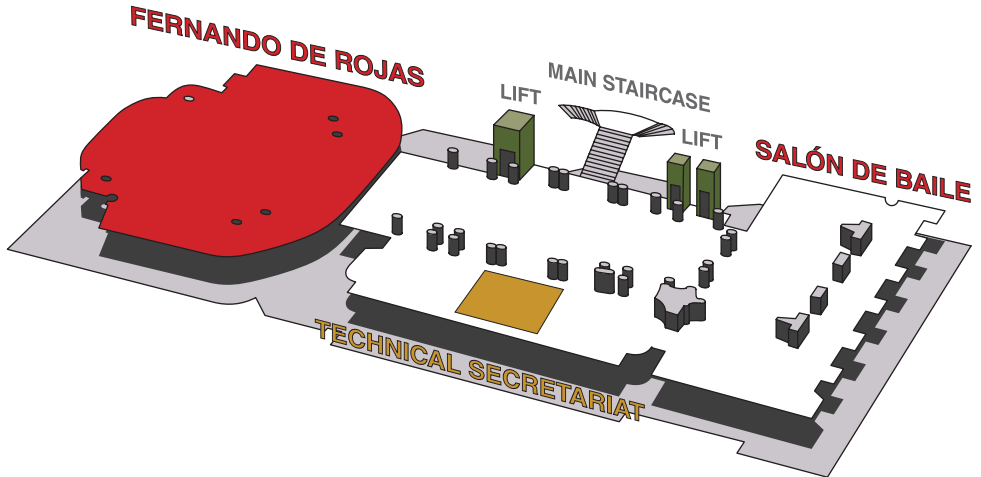 FERNANDO DE ROJAS
MAIN STAIRCASE
LIFT
LIFT
SALÓN DE BAILE
TECHNICAL SECRETARIAT